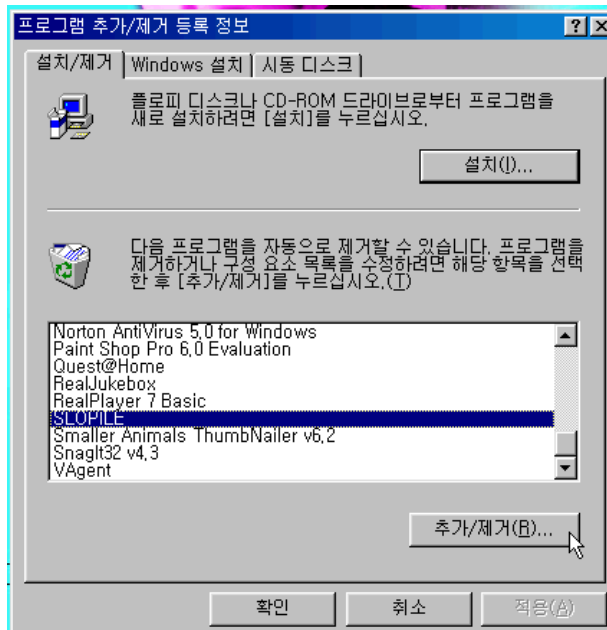 프로그램 추가/제거 등록 정보
설치/제거 Windows 설치 시동 디스크
플로피 디스크나 CD-ROM 드라이브로부터 프로그램을
새로 설치하려면 [설치]를 누르십시오.
설치(I)...
다음 프로그램을 자동으로 제거할 수 있습니다. 프로그램을
제거하거나 구성 요소 목록을 수정하려면 해당 항목을 선택
한 후 [추가/제거]를 누르십시오.(T)
Norton AntiVirus 5.0 for Windows
Paint Shop Pro 6.0 Evaluation
Quest@Home
RealJukebox
RealPlayer 7 Basic
SLOPILE
Smaller Animals ThumbNailer v6.2
SnagIt32 v4.3
VAgent
추가/제거(R)...
확인 취소 적용(A)